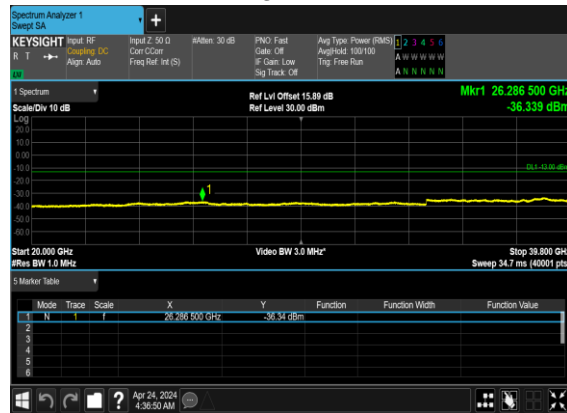 Spectrum Analyzer 1
Swept SA
+
KEYSIGHT Input: RF Input Z: 50 Ω #Atten: 30 dB PNO: Fast Avg Type: Power (RMS) 1 2 3 4 5 6
R T Coupling: DC Corr CCorr Gate: Off Avg|Hold: 100/100 A W W W W W
Align: Auto Freq Ref: Int (S) IF Gain: Low Trig: Free Run
Sig Track: Off A N N N N N
1 Spectrum Ref Lvl Offset 15.89 dB Mkr1 26.286 500 GHz
Scale/Div 10 dB Ref Level 30.00 dBm -36.339 dBm
Log
20.0
10.0
0.00
-10.0
DL1 -13.00 dBm
-20.0
-30.0
1
-40.0
-50.0
-60.0
Start 20.000 GHz Video BW 3.0 MHz* Stop 39.800 GHz
#Res BW 1.0 MHz Sweep 34.7 ms (40001 pts)
5 Marker Table
Mode Trace Scale X Y Function Function Width Function Value
1 N 1 f 26.286 500 GHz -36.34 dBm
2
3
4
5
6
? Apr 24, 2024
4:36:50 AM